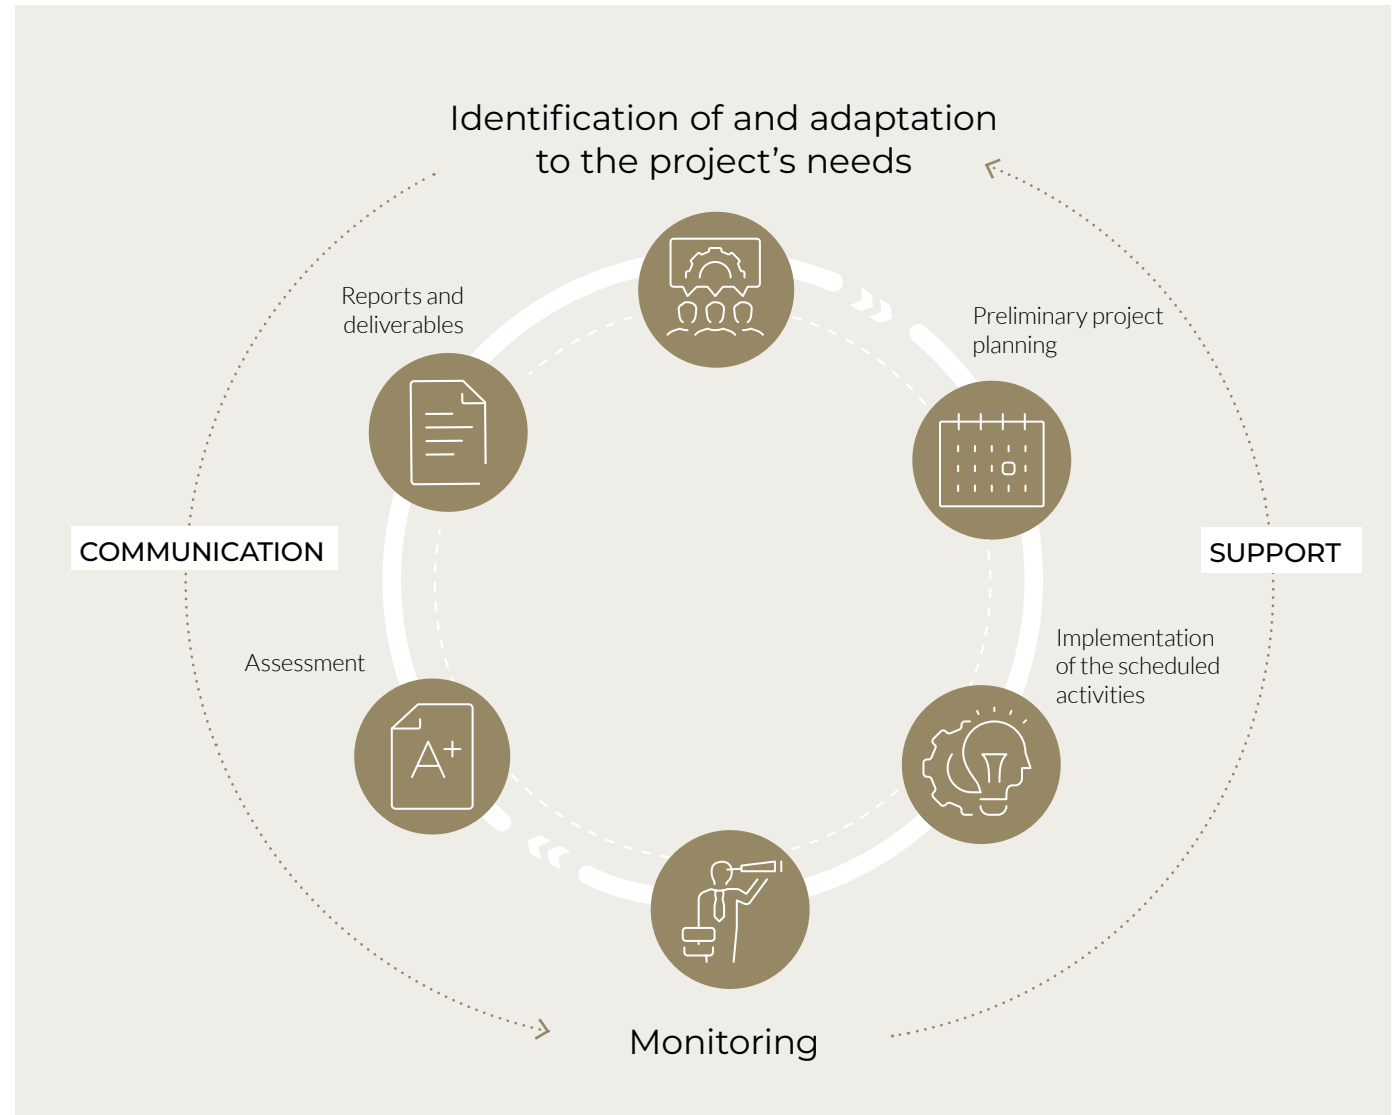 Identification of and adaptation
to the project’s needs
Reports and
deliverables
Preliminary project
planning
COMMUNICATION
SUPPORT
Assessment
Implementation
of the scheduled
activities
A+
Monitoring